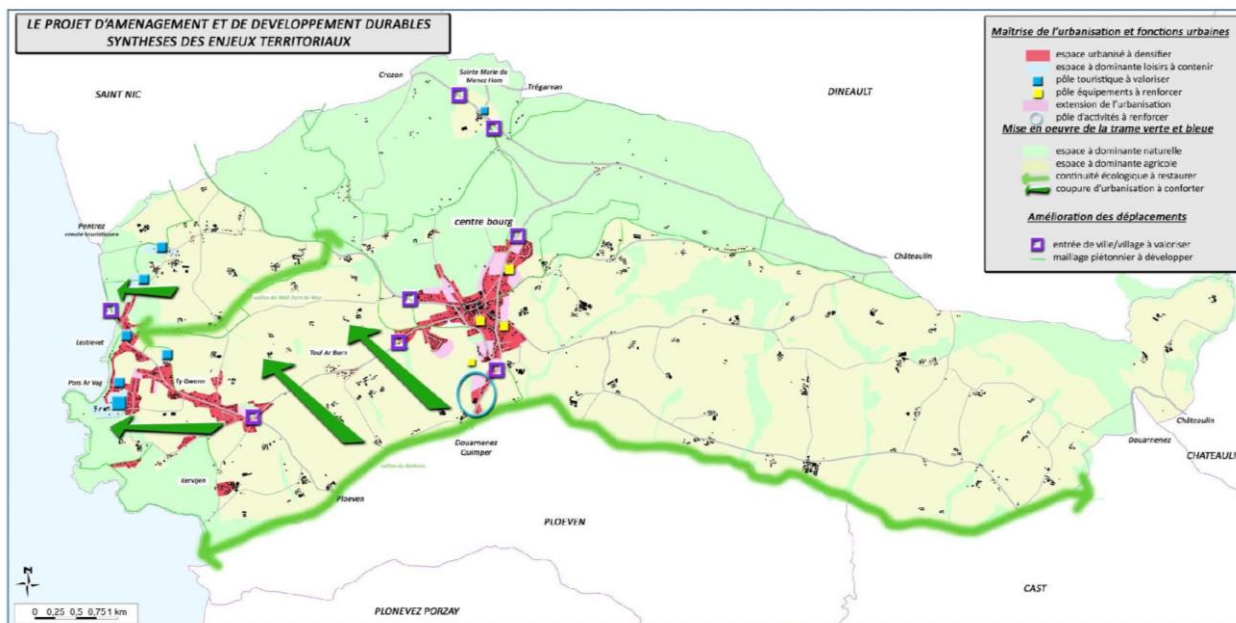 LE PROJET D'AMENAGEMENT ET DE DEVELOPPEMENT DURABLES
SYNTHESES DES ENJEUX TERRITORIAUX
Maîtrise de l'urbanisation et fonctions urbaines
espace urbanisé à densifier
espace à dominante loisirs à contenir
pôle touristique à valoriser
pôle équipements à renforcer
extension de l'urbanisation
pôle d'activités à renforcer
Mise en oeuvre de la trame verte et bleue
espace à dominante naturelle
espace à dominante agricole
continuité écologique à restaurer
coupure d'urbanisation à conforter
Amélioration des déplacements
entrée de ville/village à valoriser
maillage piétonnier à développer
SAINT NIC
Crozon
Sainte Marie du
Menez Hom
Trégarvan
DINEAULT
Pentrez
centre bourg
Châteaulin
Lestrevet
Toul Ar Born
Pors Ar Vag
Ty Gwenn
Kervijen
Ploeven
Douarnenez
Quimper
Châteaulin
Douarnenez
CHATEAULI
PLOEVEN
CAST
PLONEVEZ PORZAY
N
0 0,25 0,5 0,75 1 km